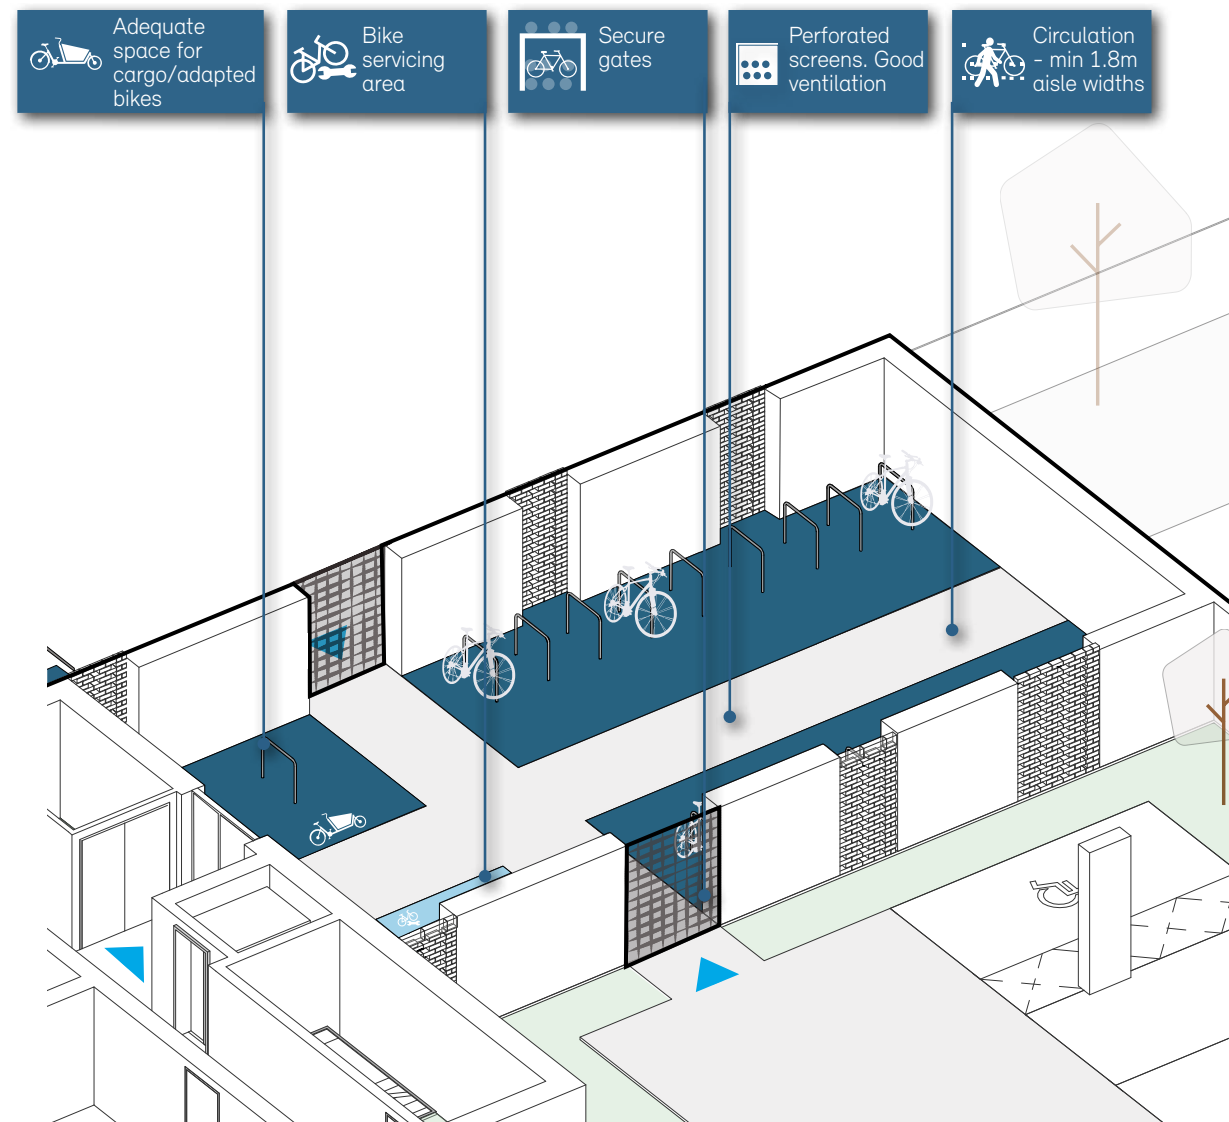 Adequate
space for
cargo/adapted
bikes
Bike
servicing
area
Secure
gates
Perforated
screens. Good
ventilation
Circulation
- min 1.8m
aisle widths